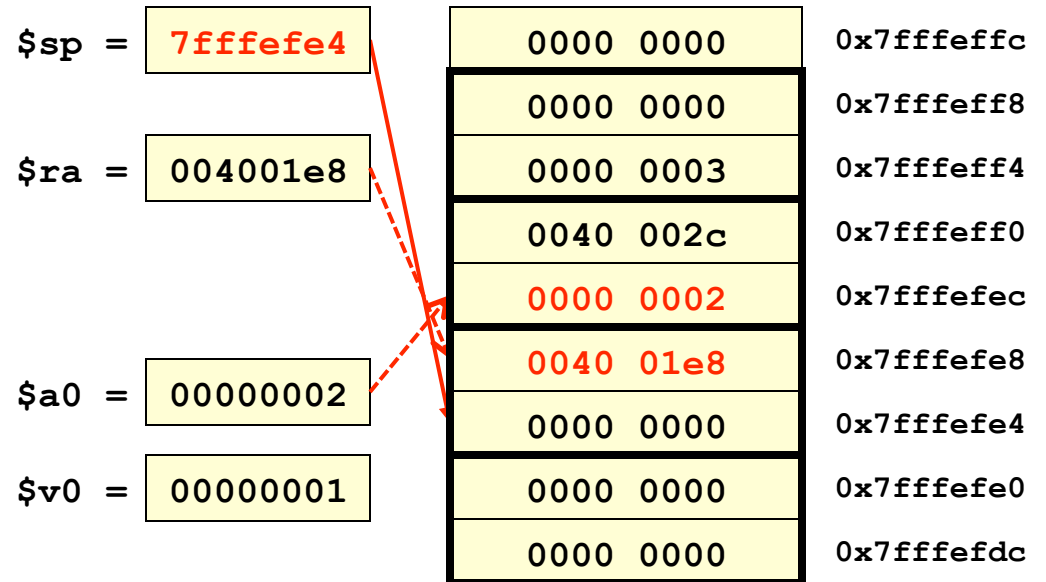 $sp = 7fffefe4 0000 0000 0x7fffeffc
0000 0000 0x7fffeff8
$ra = 004001e8 0000 0003 0x7fffeff4
0040 002c 0x7fffeff0
0000 0002 0x7fffefec
0040 01e8 0x7fffefe8
$a0 = 00000002 0000 0000 0x7fffefe4
$v0 = 00000001 0000 0000 0x7fffefe0
0000 0000 0x7fffefdc